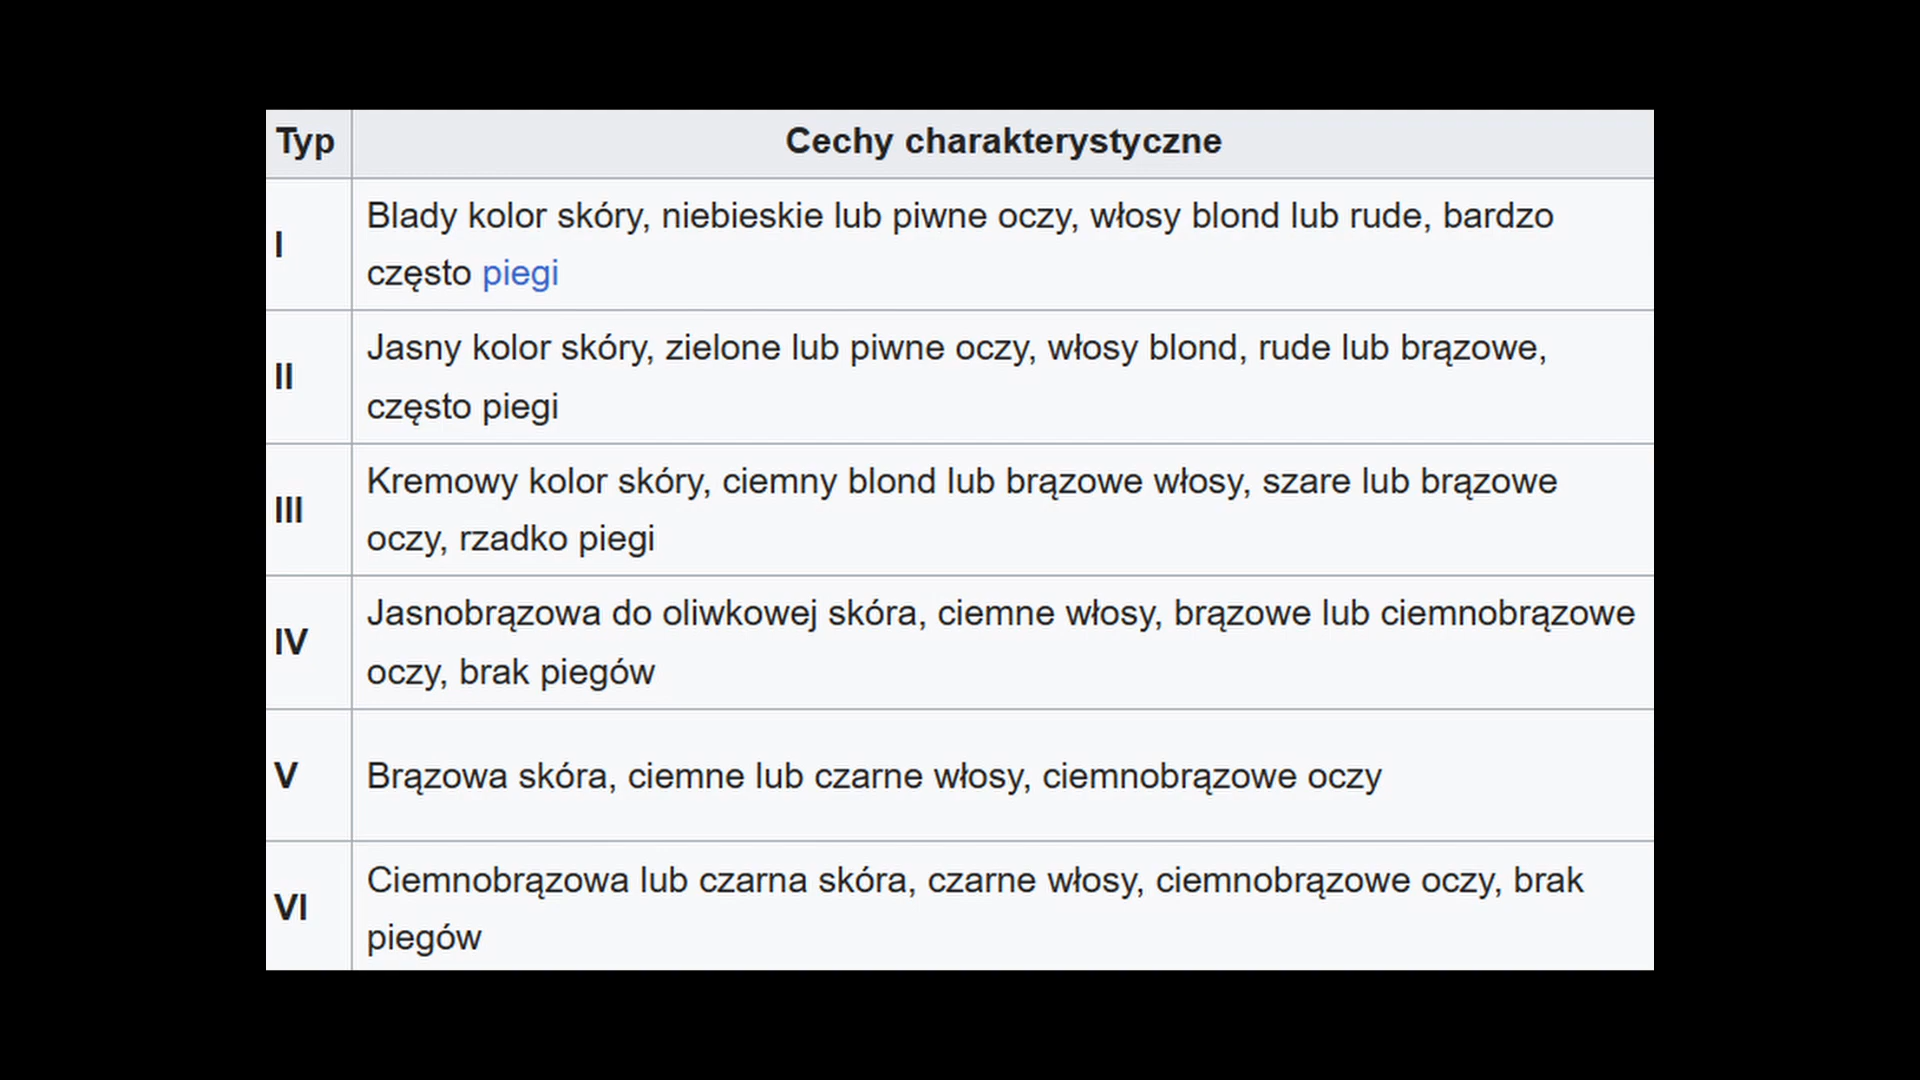 Typ Cechy charakterystyczne
I Blady kolor skóry, niebieskie lub piwne oczy, włosy blond lub rude, bardzo
często piegi
II Jasny kolor skóry, zielone lub piwne oczy, włosy blond, rude lub brązowe,
często piegi
III Kremowy kolor skóry, ciemny blond lub brązowe włosy, szare lub brązowe
oczy, rzadko piegi
IV Jasnobrązowa do oliwkowej skóra, ciemne włosy, brązowe lub ciemnobrązowe
oczy, brak piegów
V Brązowa skóra, ciemne lub czarne włosy, ciemnobrązowe oczy
VI Ciemnobrązowa lub czarna skóra, czarne włosy, ciemnobrązowe oczy, brak
piegów